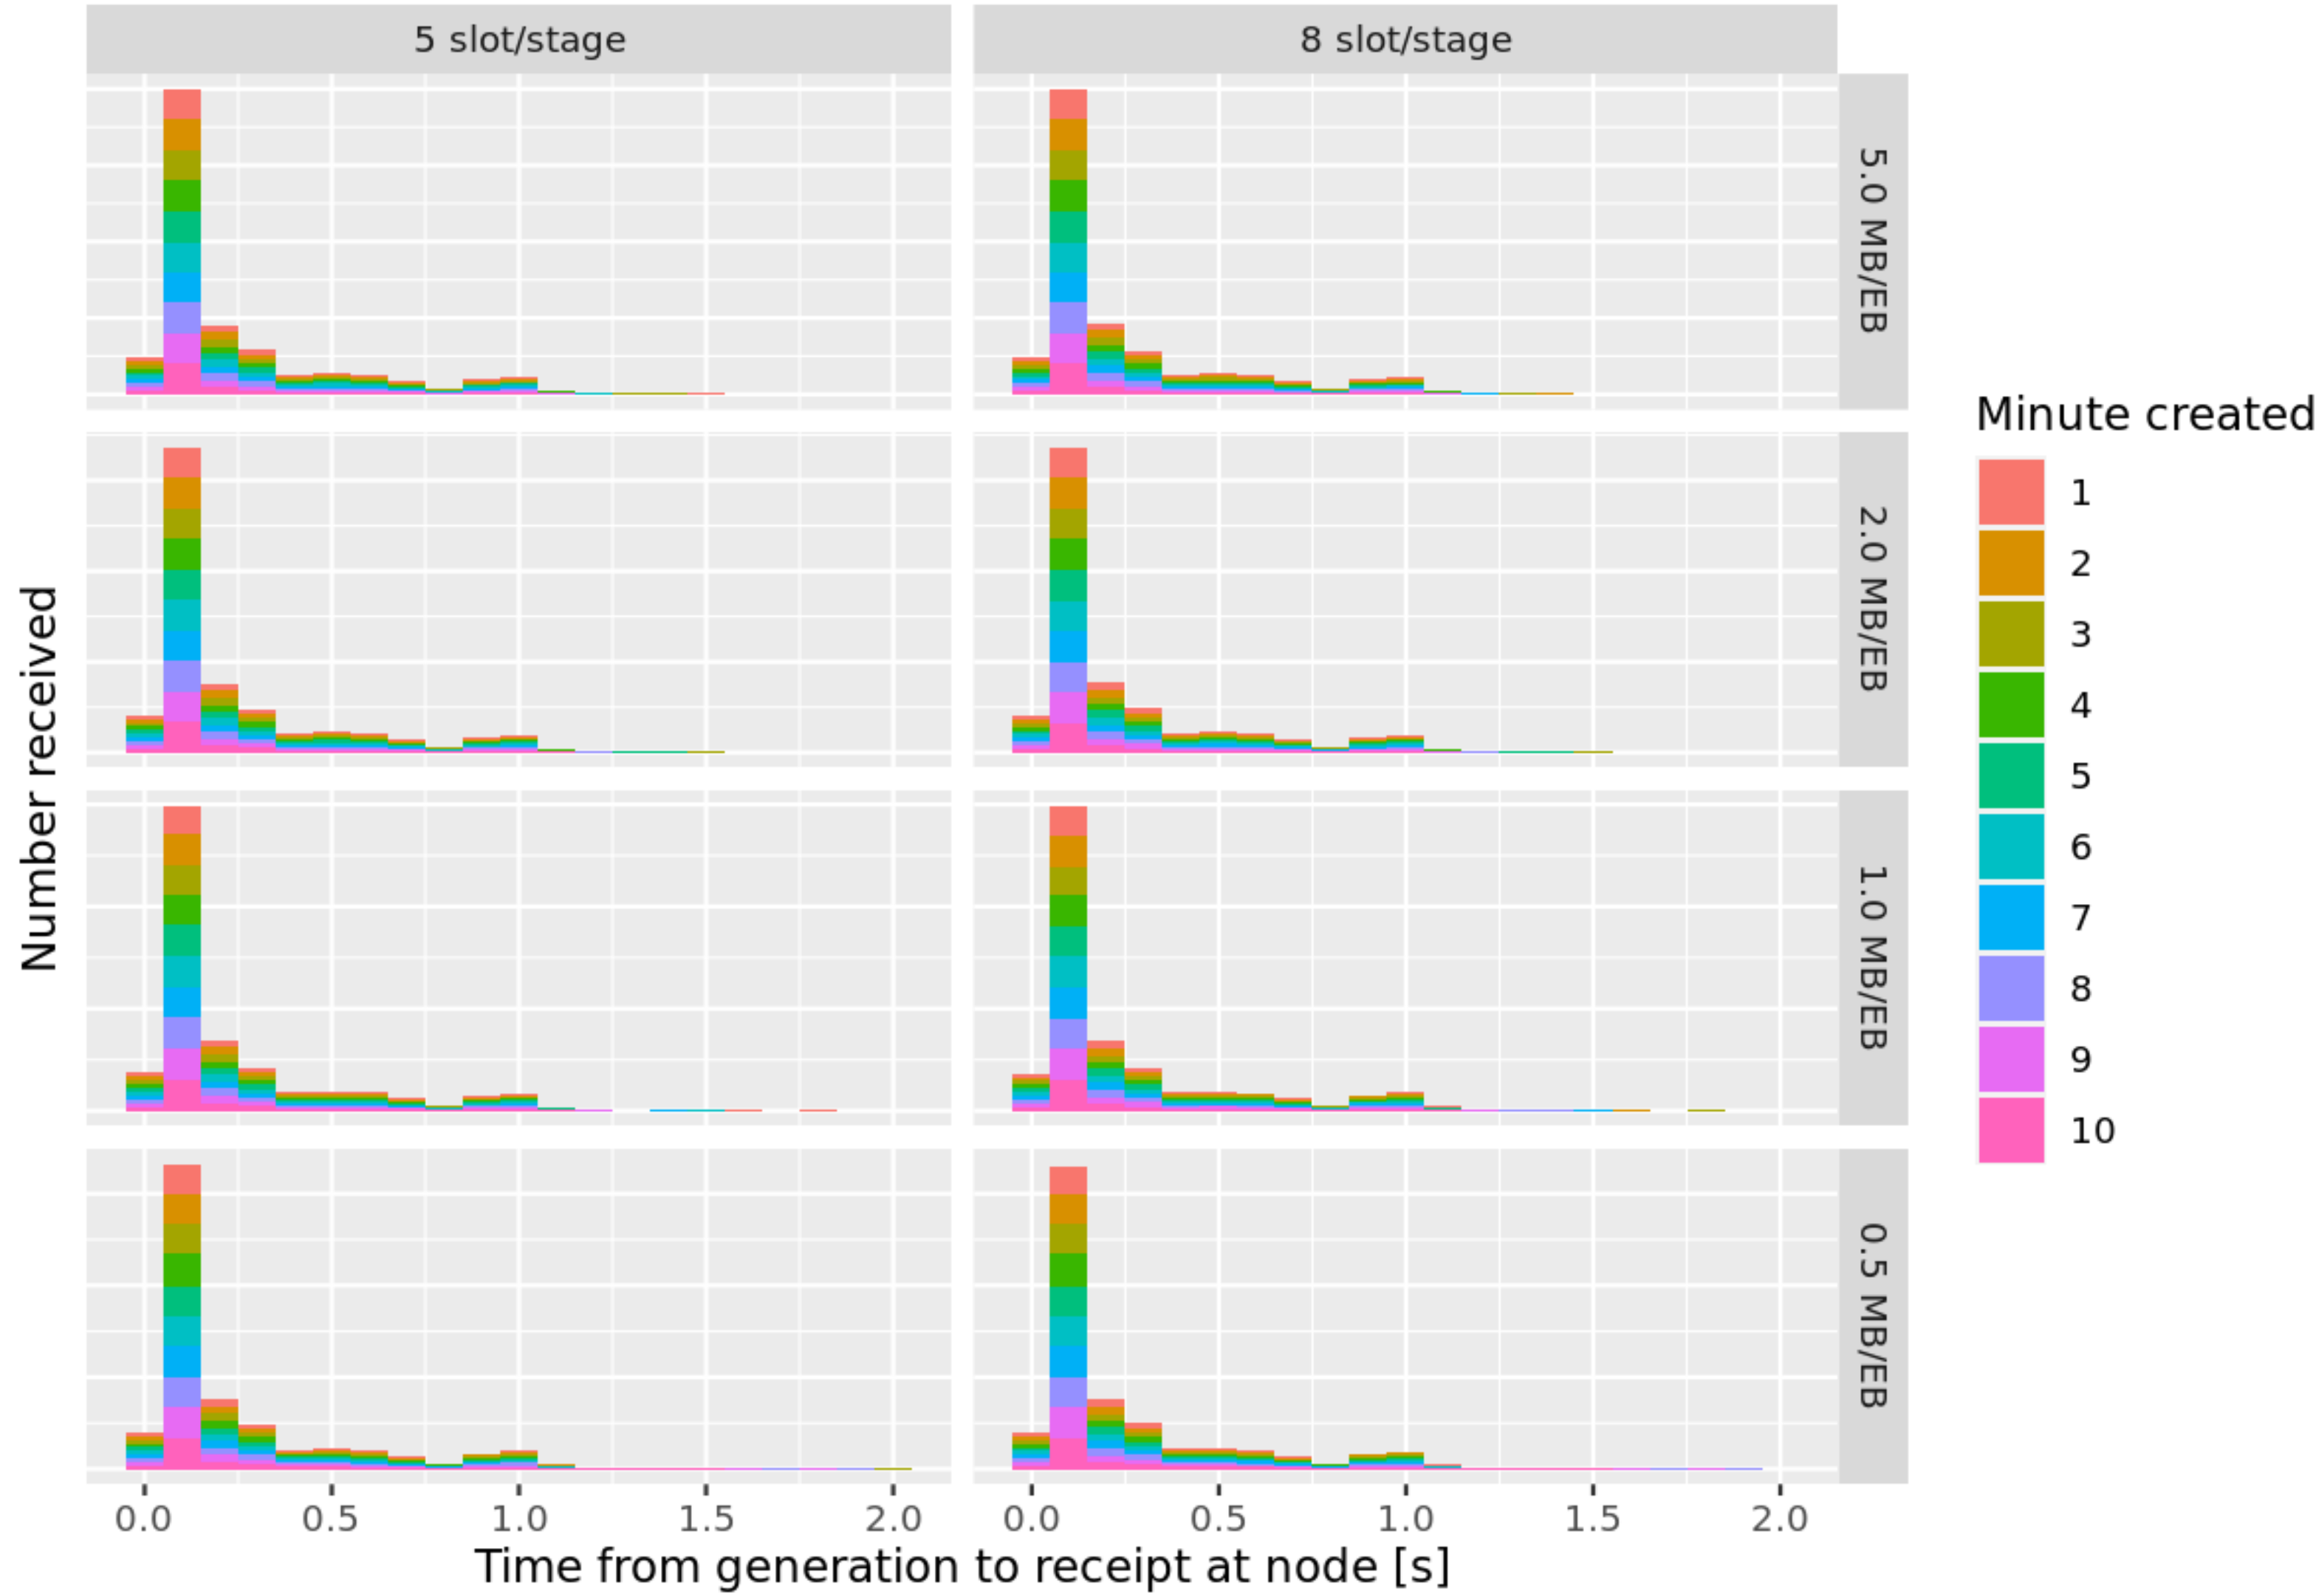 5 slot/stage
8 slot/stage
5.0 MB/EB
2.0 MB/EB
1.0 MB/EB
0.5 MB/EB
Number received
0.0 0.5 1.0 1.5 2.0
0.0 0.5 1.0 1.5 2.0
Time from generation to receipt at node [s]
Minute created
1
2
3
4
5
6
7
8
9
10